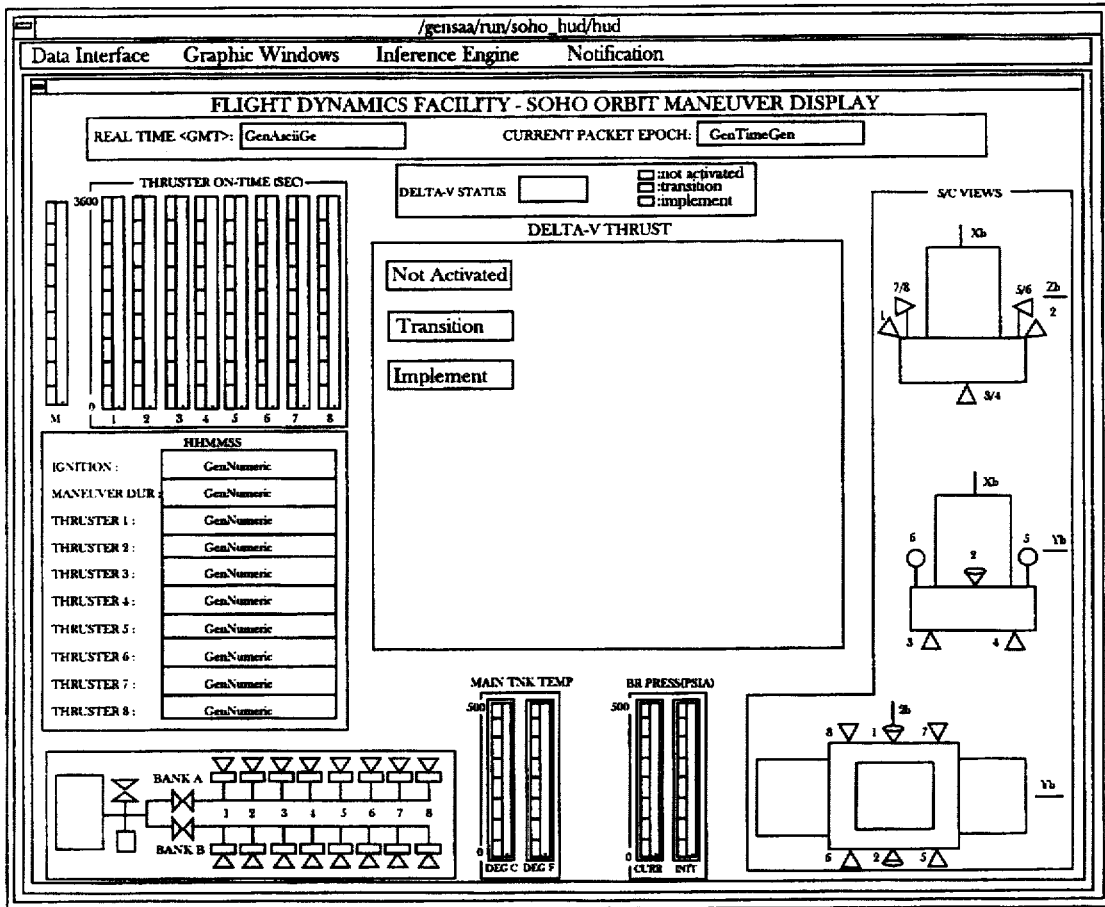 /gensaa/run/soho_hud/hud
Data Interface Graphic Windows Inference Engine Notification
FLIGHT DYNAMICS FACILITY - SOHO ORBIT MANEUVER DISPLAY
REAL TIME <GMT>: GenAsciiGe CURRENT PACKET EPOCH: GenTimeGen
THRUSTER ON-TIME (SEC)
3600
0
M 1 2 3 4 5 6 7 8
DELTA-V STATUS
:not activated
:transition
:implement
DELTA-V THRUST
Not Activated
Transition
Implement
HHMMSS
IGNITION : GenNumeric
MANEUVER DUR : GenNumeric
THRUSTER 1 : GenNumeric
THRUSTER 2 : GenNumeric
THRUSTER 3 : GenNumeric
THRUSTER 4 : GenNumeric
THRUSTER 5 : GenNumeric
THRUSTER 6 : GenNumeric
THRUSTER 7 : GenNumeric
THRUSTER 8 : GenNumeric
BANK A
1 2 3 4 5 6 7 8
BANK B
MAIN TNK TEMP
500
0
DEG C DEG F
BR PRESS(PSIA)
500
0
CURR INIT
S/C VIEWS
Xb
7/8 5/6 Zb
1 2
3/4
Xb
6 5 Yb
2
3 4
Zb
8 1 7
Yb
6 2 5